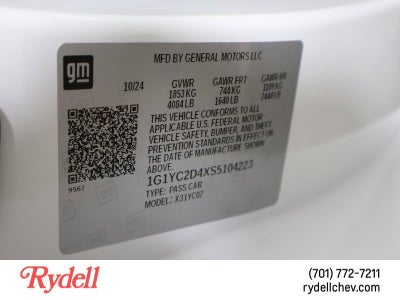 gm
MFD BY GENERAL MOTORS LLC
10/24 GVWR GAWR FRT GAWR RR
1853KG 744KG 1109KG
4084LB 1640LB 2444LB
THIS VEHICLE CONFORMS TO ALL
APPLICABLE U.S. FEDERAL MOTOR
VEHICLE SAFETY, BUMPER, AND THEFT
PREVENTION STANDARDS IN EFFECT ON
THE DATE OF MANUFACTURE SHOWN
ABOVE.
9567
1G1YC2D4XS5104223
TYPE: PASS CAR
MODEL: X31YC07
Rydell
(701) 772-7211
rydellchev.com